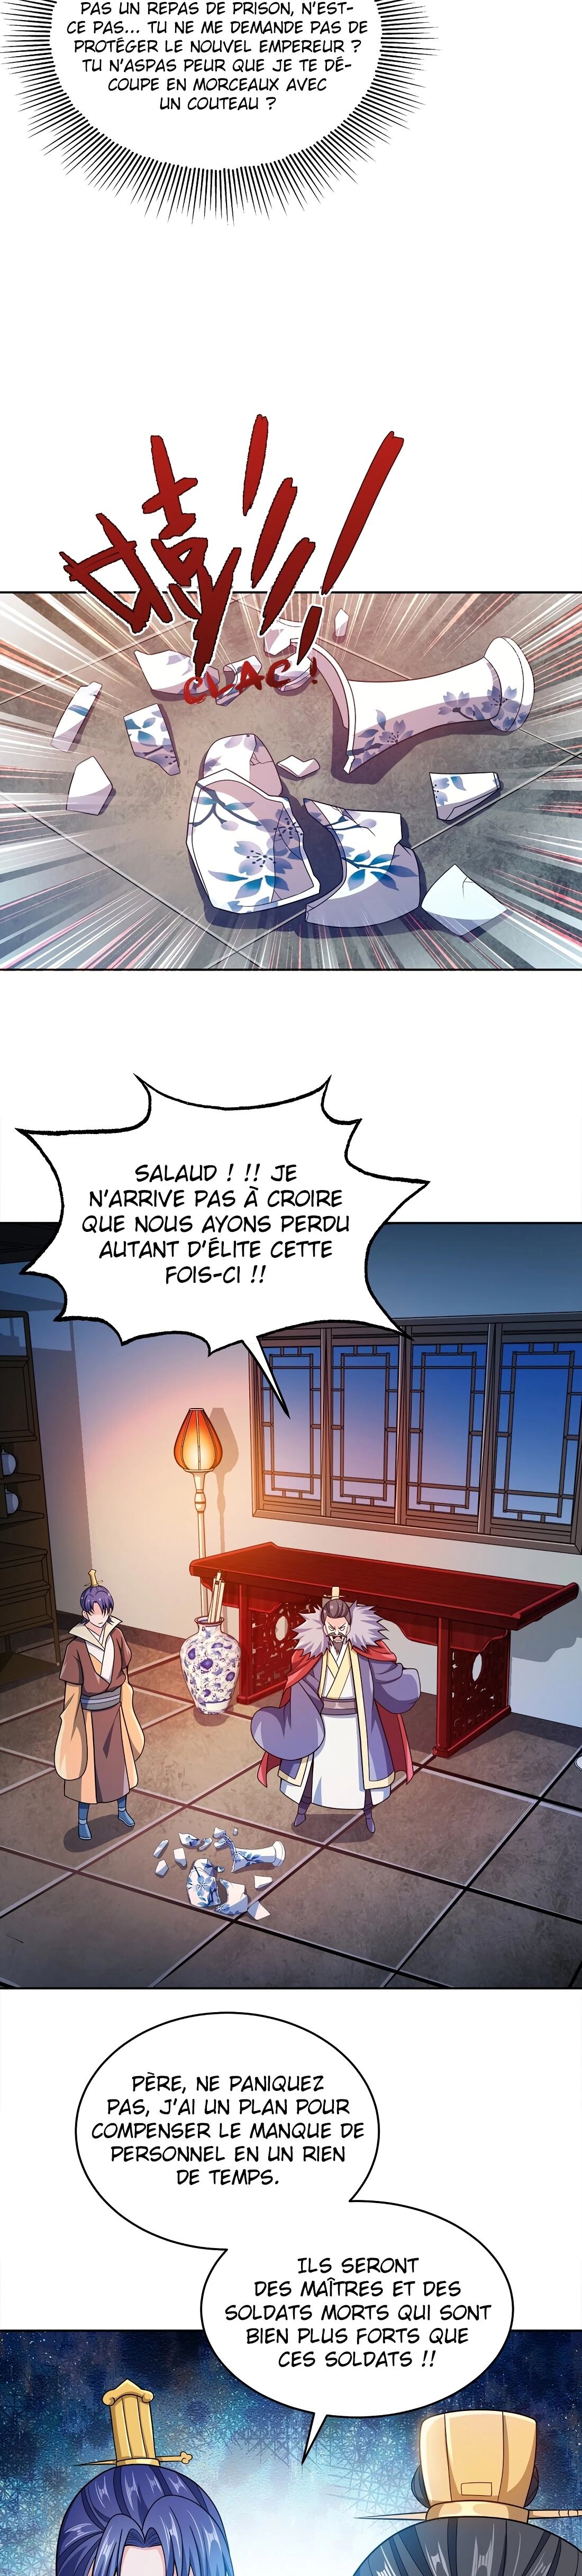 PAS UN REPAS DE PRISON, N'EST-
CE PAS... TU NE ME DEMANDE PAS DE
PROTÉGER LE NOUVEL EMPEREUR ?
TU N'ASPAS PEUR QUE JE TE DÉ-
COUPE EN MORCEAUX AVEC
UN COUTEAU ?
CLAC !
SALAUD ! !! JE
N'ARRIVE PAS À CROIRE
QUE NOUS AYONS PERDU
AUTANT D'ÉLITE CETTE
FOIS-CI !!
PÈRE, NE PANIQUEZ
PAS, J'AI UN PLAN POUR
COMPENSER LE MANQUE DE
PERSONNEL EN UN RIEN
DE TEMPS.
ILS SERONT
DES MAÎTRES ET DES
SOLDATS MORTS QUI SONT
BIEN PLUS FORTS QUE
CES SOLDATS !!